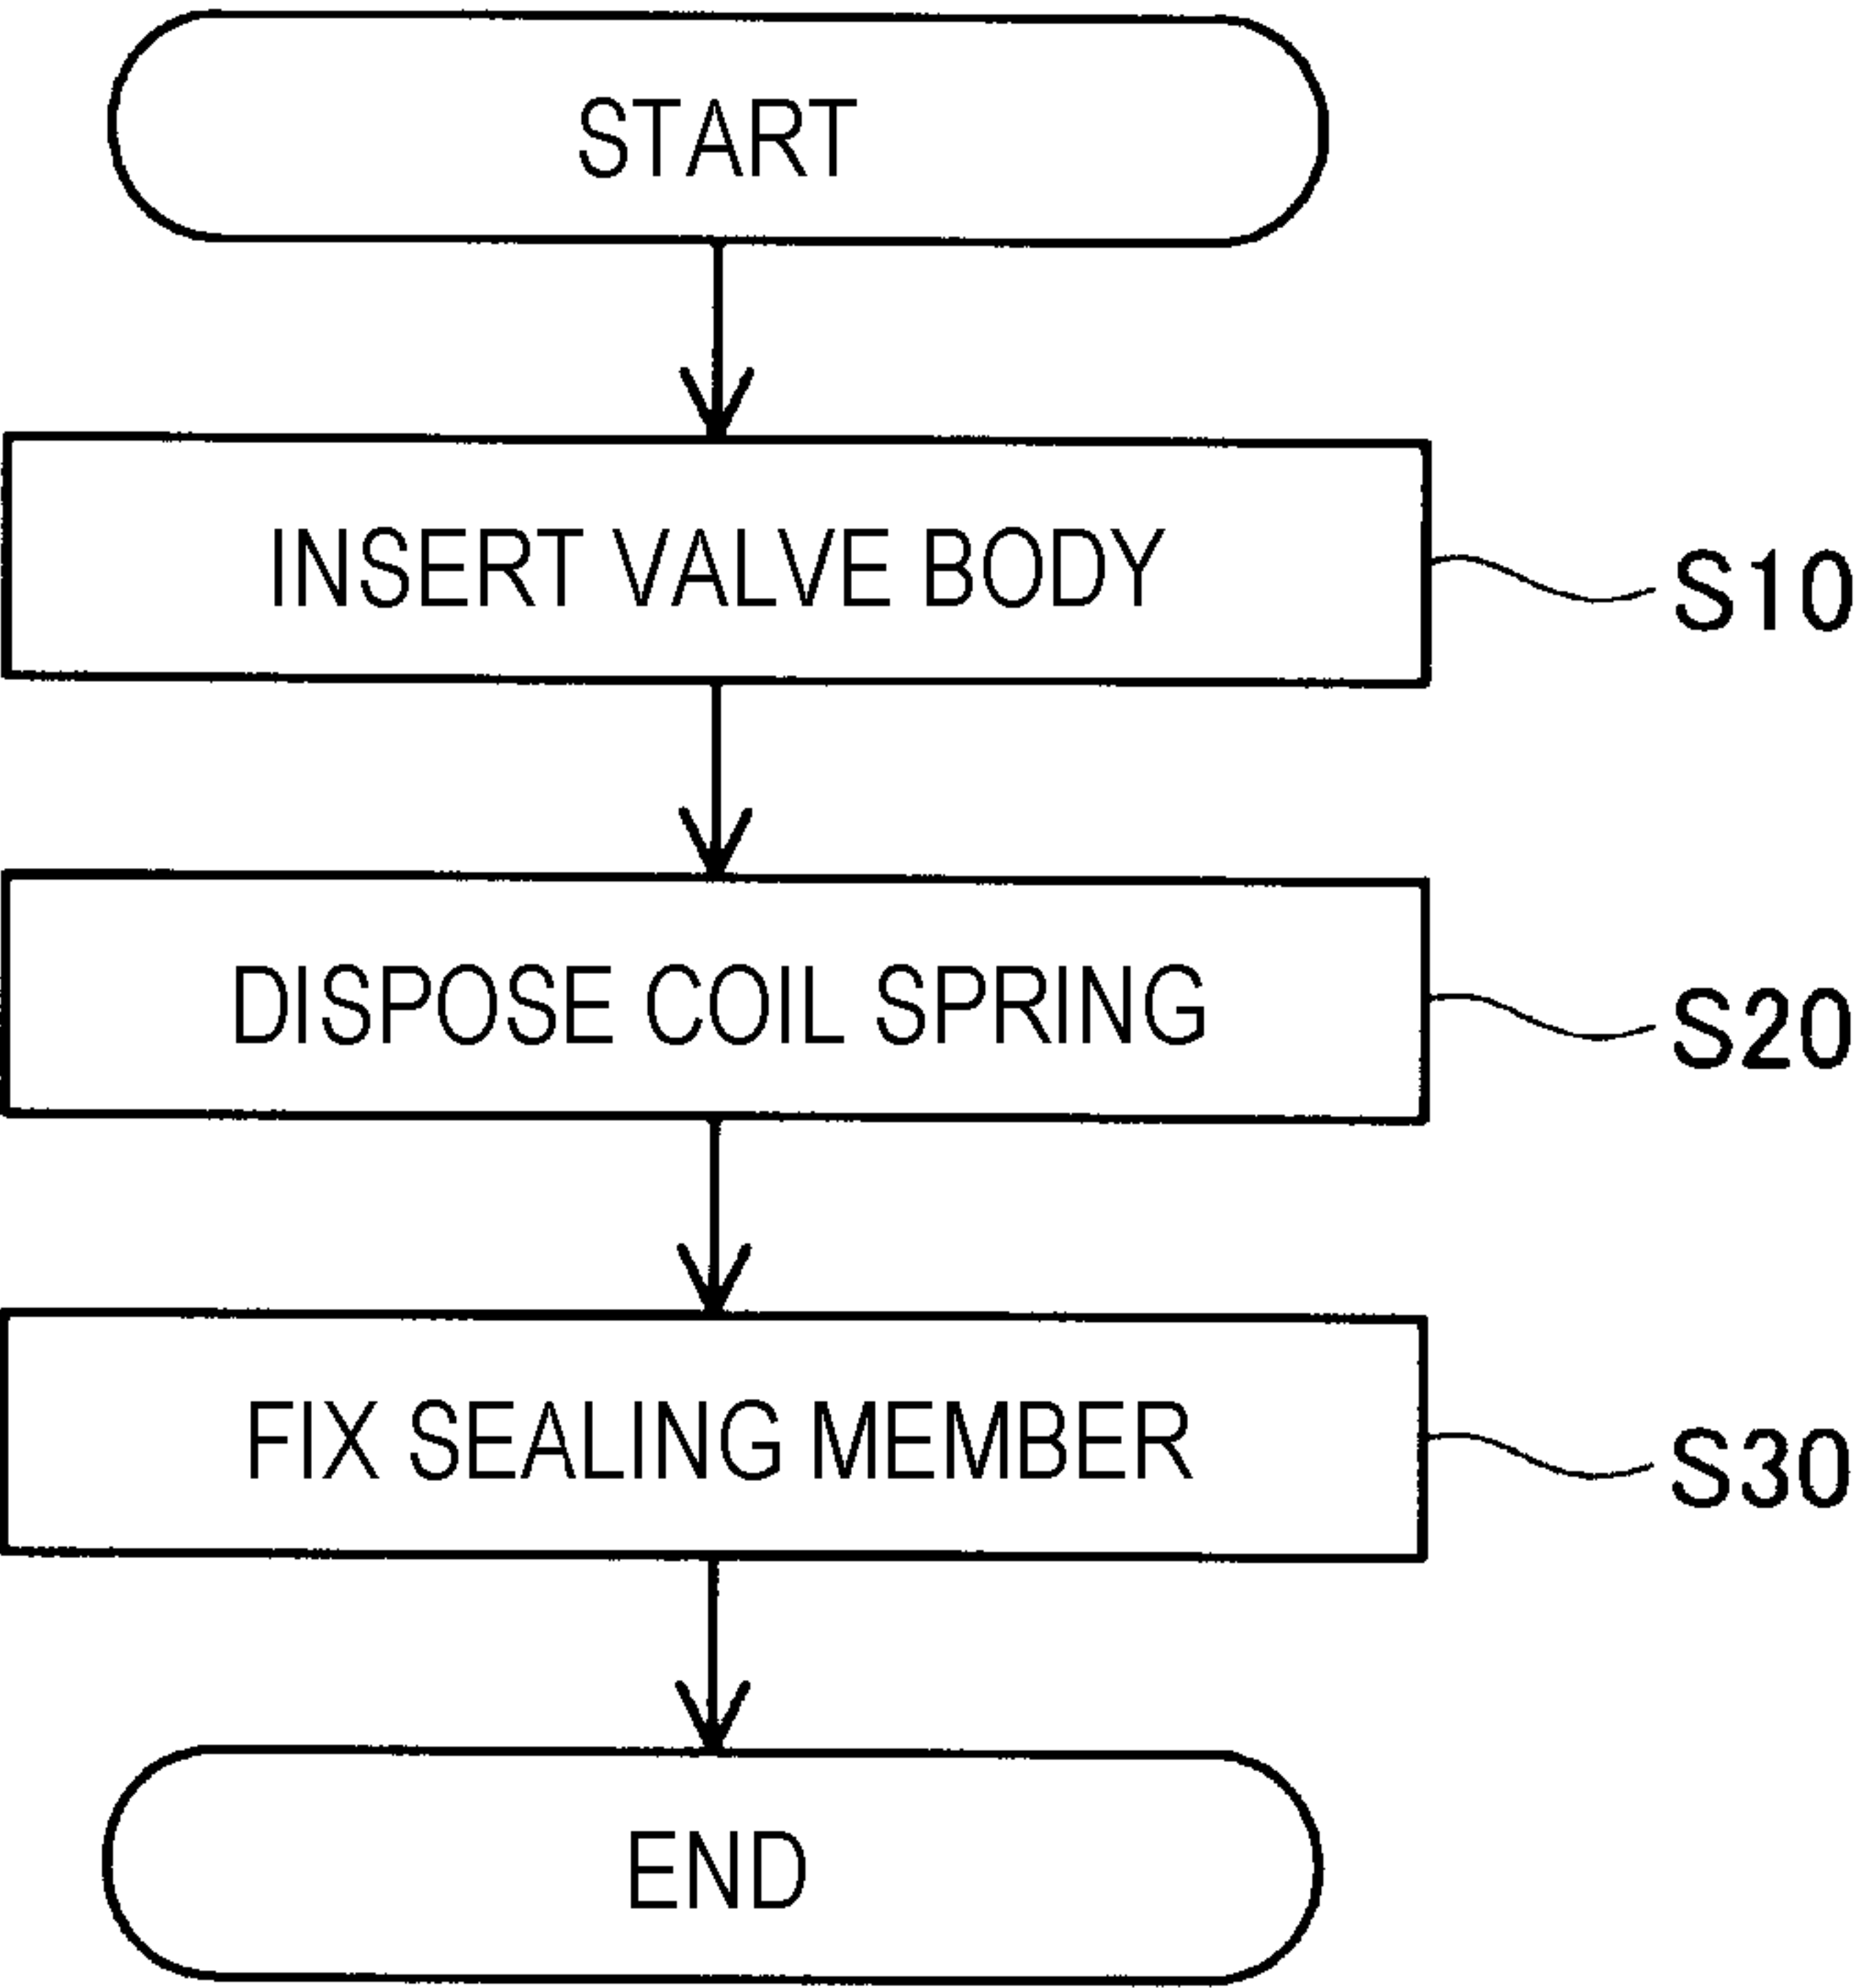 START
INSERT VALVE BODY
S10
DISPOSE COIL SPRING
S20
FIX SEALING MEMBER
S30
END